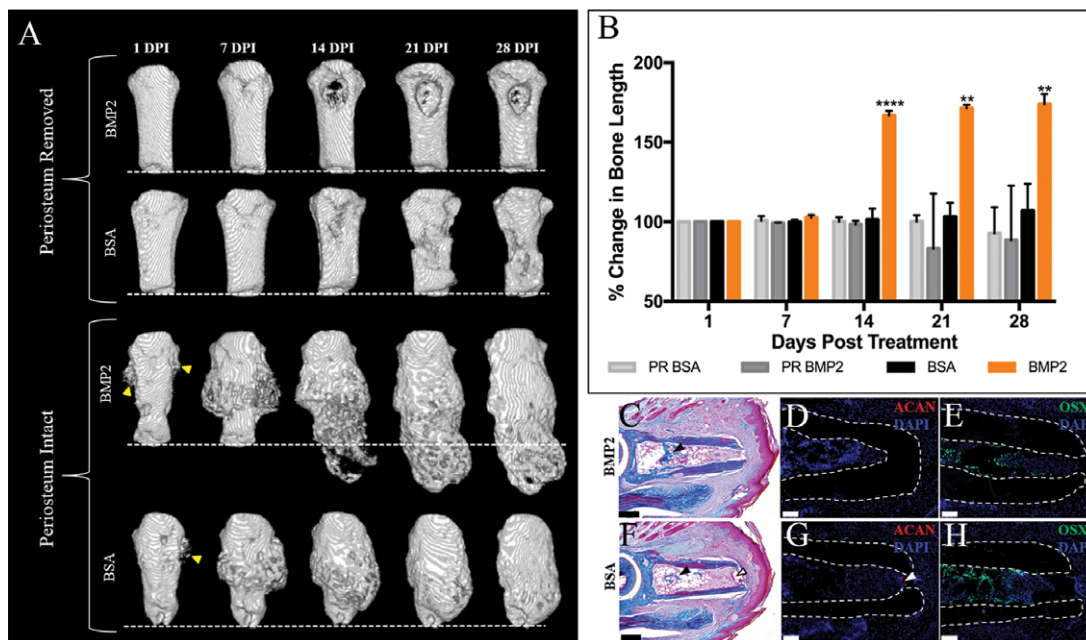 A
1 DPI 7 DPI 14 DPI 21 DPI 28 DPI
Periosteum Removed
BMP2
BSA
Periosteum Intact
BMP2
BSA
B
% Change in Bone Length
200
150
100
50
**** ** **
1 7 14 21 28
Days Post Treatment
PR BSA PR BMP2 BSA BMP2
C
BMP2
D
ACAN
DAPI
E
OSX
DAPI
F
BSA
G
ACAN
DAPI
H
OSX
DAPI